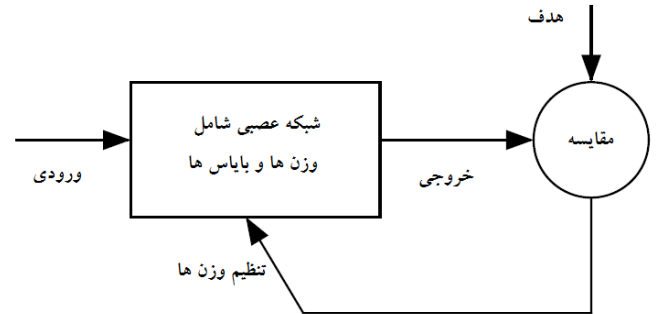 هدف
شبکه عصبی شامل
وزن ها و بایاس ها
مقایسه
ورودی
خروجی
تنظیم وزن ها